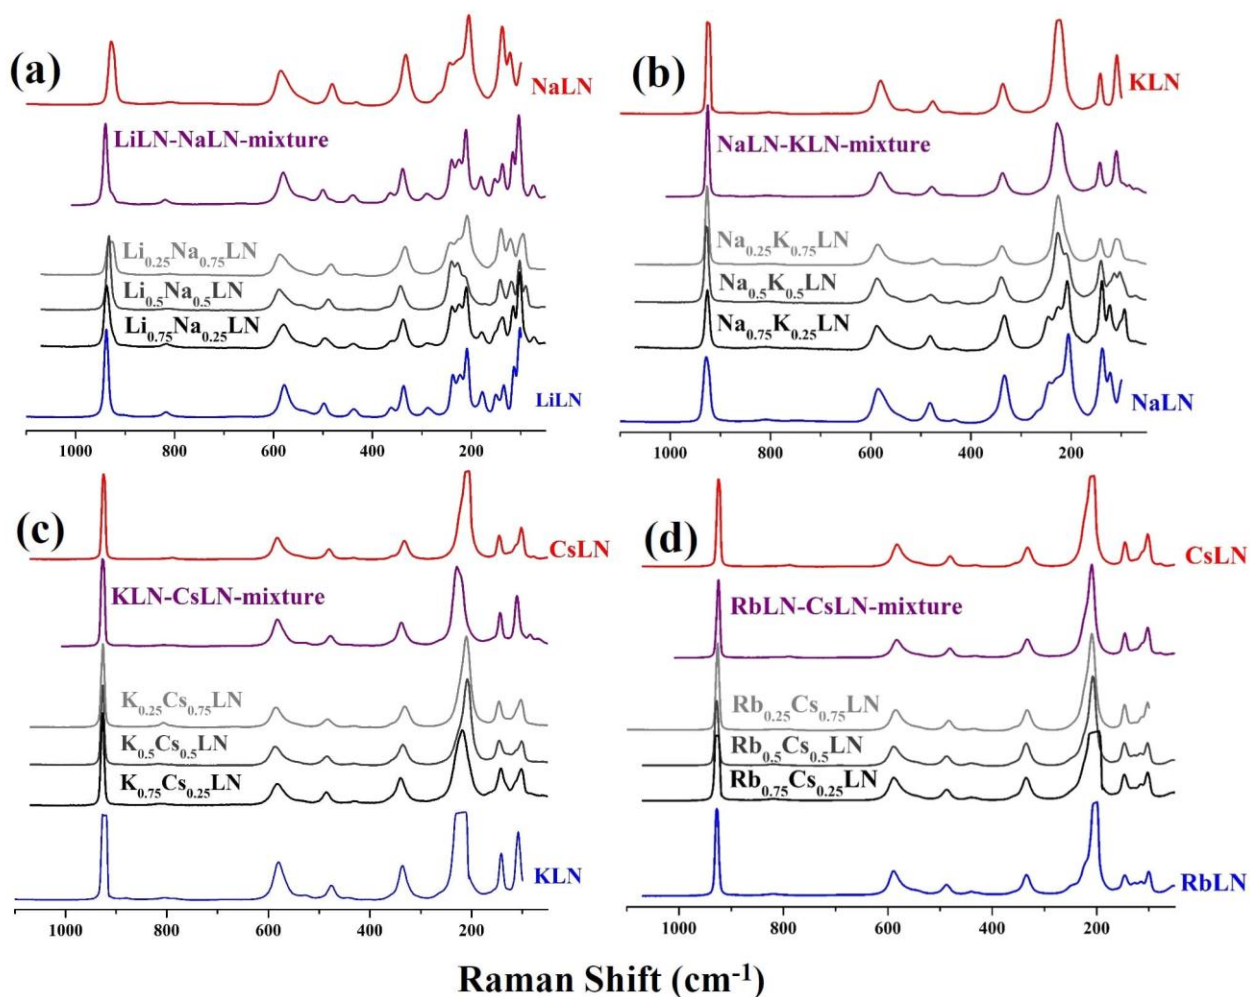 (a)
NaLN
LiLN-NaLN-mixture
Li0.25Na0.75LN
Li0.5Na0.5LN
Li0.75Na0.25LN
LiLN
1000 800 600 400 200
(b)
KLN
NaLN-KLN-mixture
Na0.25K0.75LN
Na0.5K0.5LN
Na0.75K0.25LN
NaLN
1000 800 600 400 200
(c)
CsLN
KLN-CsLN-mixture
K0.25Cs0.75LN
K0.5Cs0.5LN
K0.75Cs0.25LN
KLN
1000 800 600 400 200
(d)
CsLN
RbLN-CsLN-mixture
Rb0.25Cs0.75LN
Rb0.5Cs0.5LN
Rb0.75Cs0.25LN
RbLN
1000 800 600 400 200
Raman Shift (cm-1)